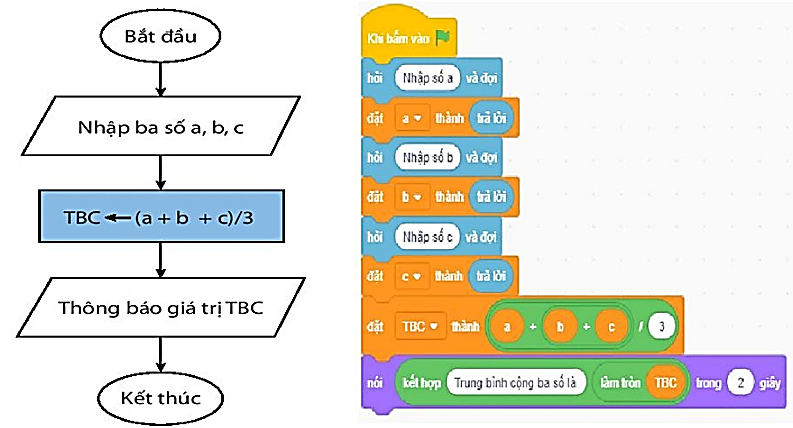 Bắt đầu
Nhập ba số a, b, c
TBC ← (a + b + c)/3
Thông báo giá trị TBC
Kết thúc
Khi bấm vào
hỏi Nhập số a và đợi
đặt a thành trả lời
hỏi Nhập số b và đợi
đặt b thành trả lời
hỏi Nhập số c và đợi
đặt c thành trả lời
đặt TBC thành a + b + c / 3
nói kết hợp Trung bình cộng ba số là làm tròn TBC trong 2 giây